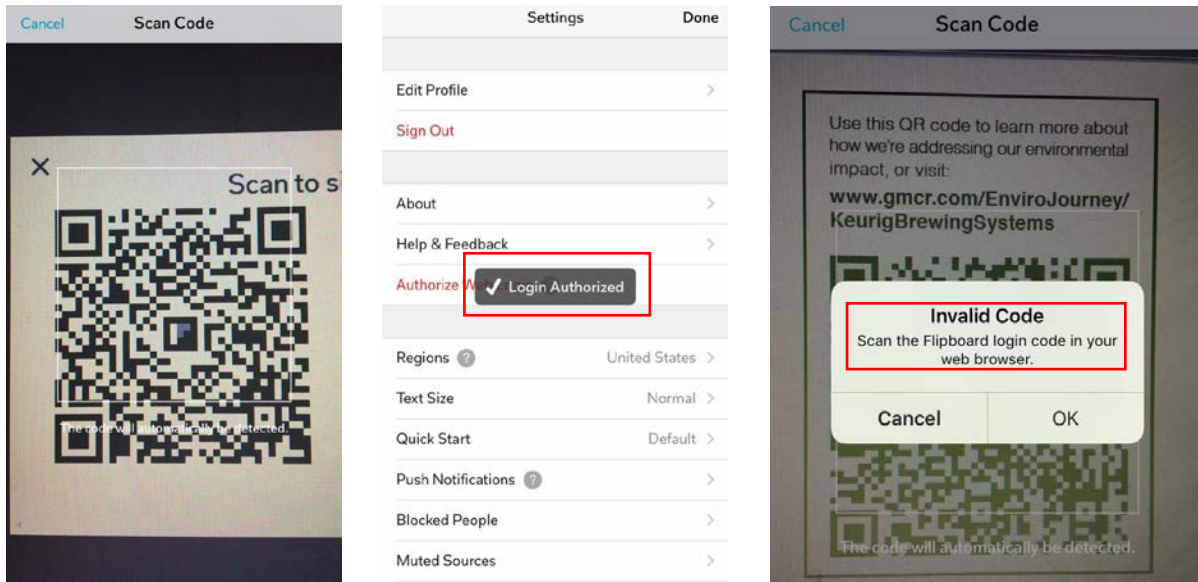 Cancel Scan Code
Scan to s
The code will automatically be detected.
Settings Done
Edit Profile
Sign Out
About
Help & Feedback
Authorize
✓ Login Authorized
Regions ? United States
Text Size Normal
Quick Start Default
Push Notifications ?
Blocked People
Muted Sources
Cancel Scan Code
Use this QR code to learn more about
how we're addressing our environmental
impact, or visit:
www.gmcr.com/EnviroJourney/
KeurigBrewingSystems
Invalid Code
Scan the Flipboard login code in your
web browser.
Cancel OK
The code will automatically be detected.